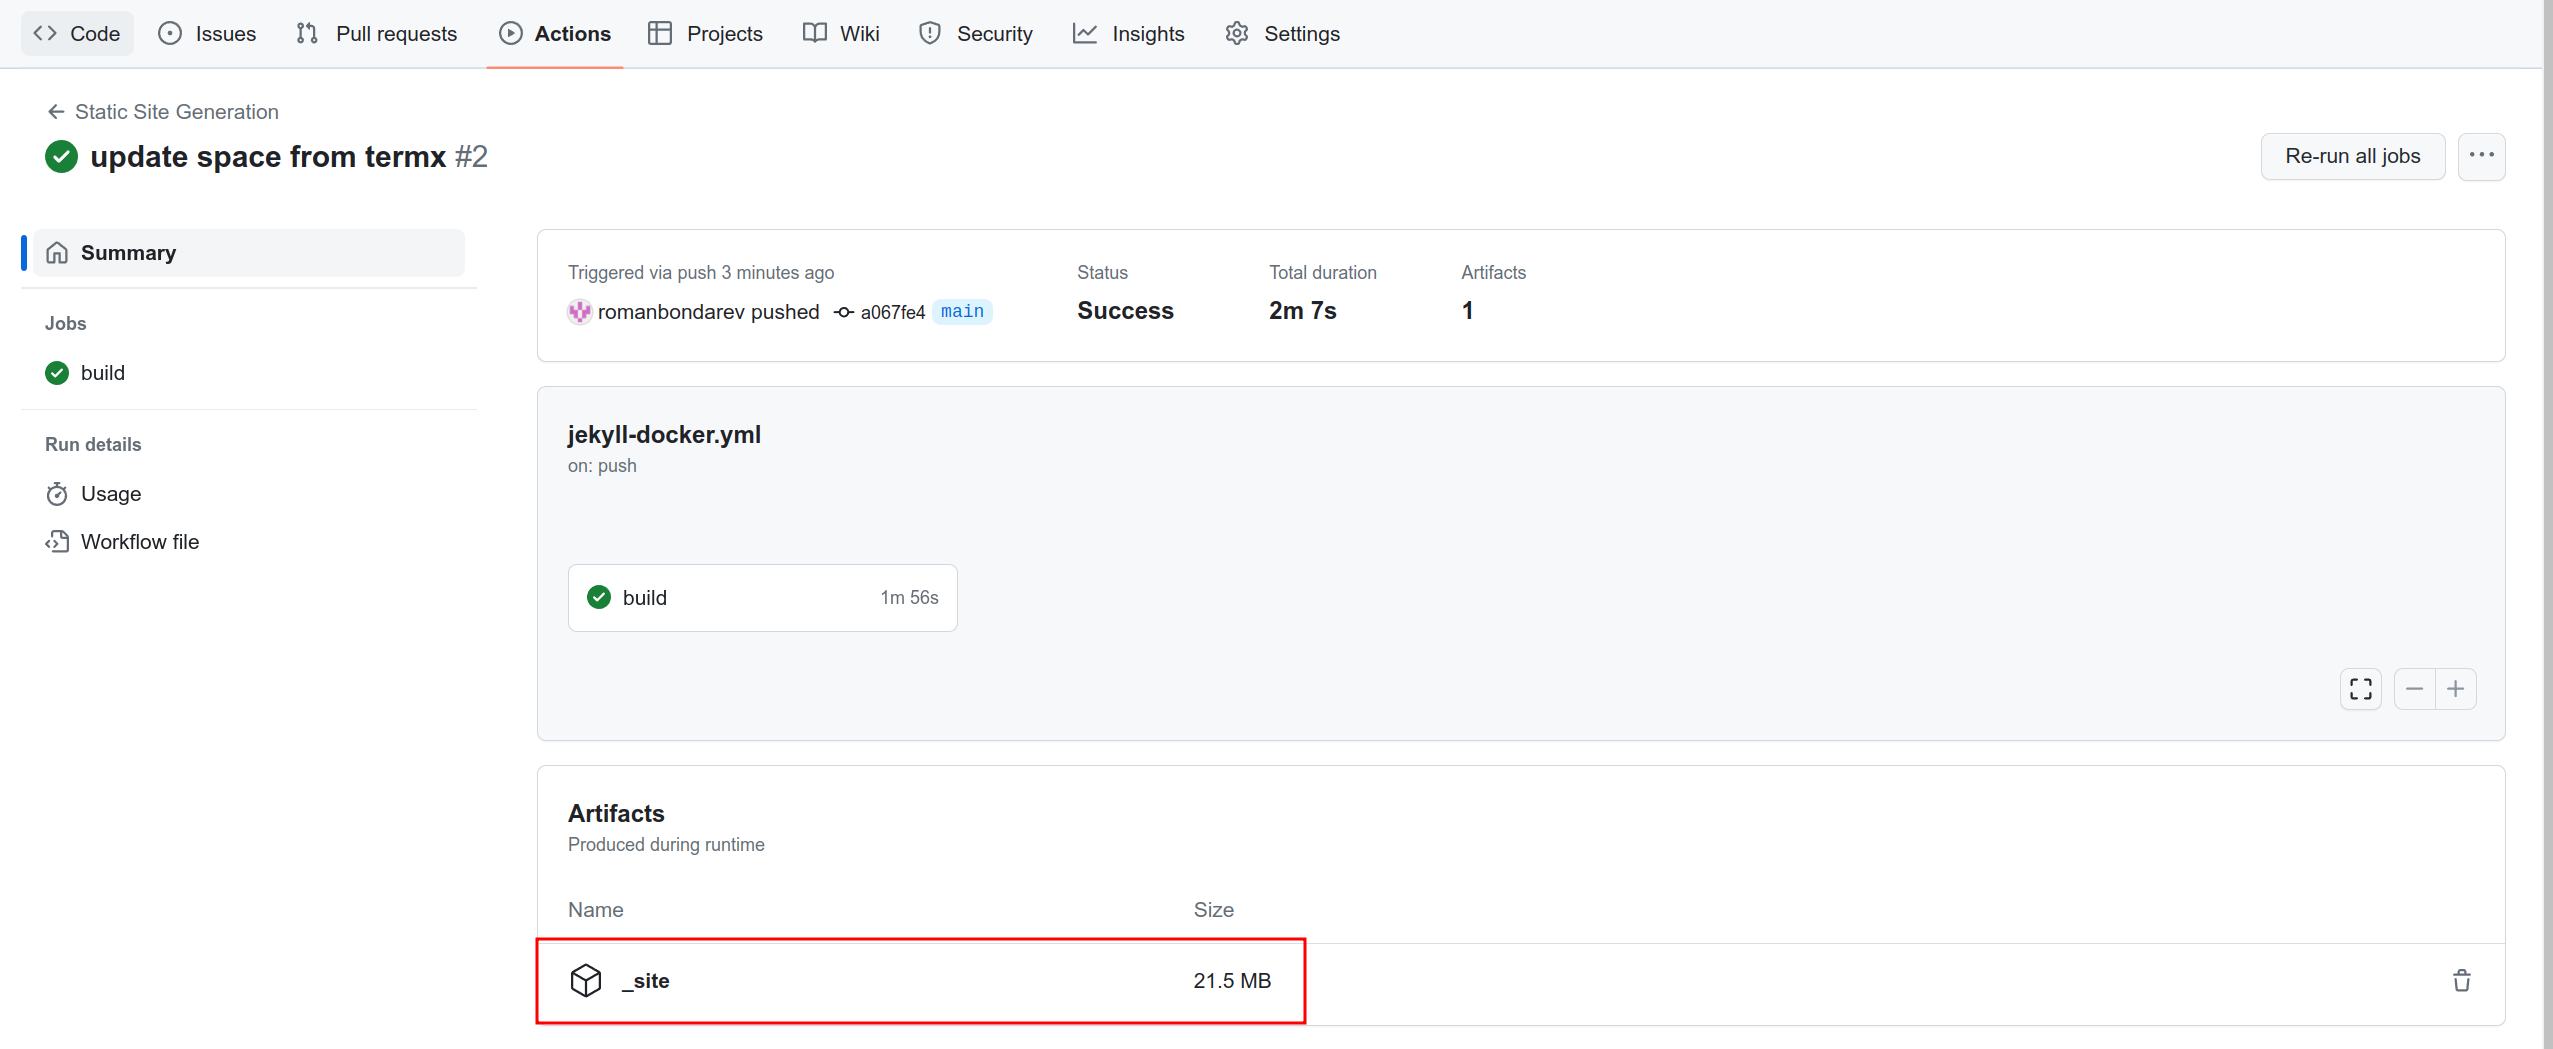 Code Issues Pull requests Actions Projects Wiki Security Insights Settings
Static Site Generation
update space from termx #2
Re-run all jobs
Summary
Jobs
build
Run details
Usage
Workflow file
Triggered via push 3 minutes ago
romanbondarev pushed a067fe4 main
Status
Success
Total duration
2m 7s
Artifacts
1
jekyll-docker.yml
on: push
build 1m 56s
Artifacts
Produced during runtime
Name Size
_site 21.5 MB